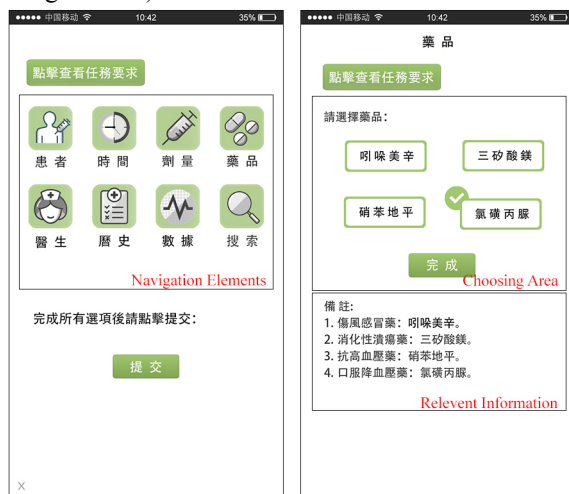 中国移动 10:42 35%
點擊查看任務要求
患者 時間 劑量 藥品
醫生 曆史 數據 搜索
Navigation Elements
完成所有選項後請點擊提交：
提交
X
中国移动 10:42 35%
藥品
點擊查看任務要求
請選擇藥品：
吲哚美辛 三矽酸鎂
硝苯地平 氯磺丙脲
完成
Choosing Area
備註:
1. 傷風感冒藥：吲哚美辛。
2. 消化性潰瘍藥：三矽酸鎂。
3. 抗高血壓藥：硝苯地平。
4. 口服降血壓藥：氯磺丙脲。
Relevent Information